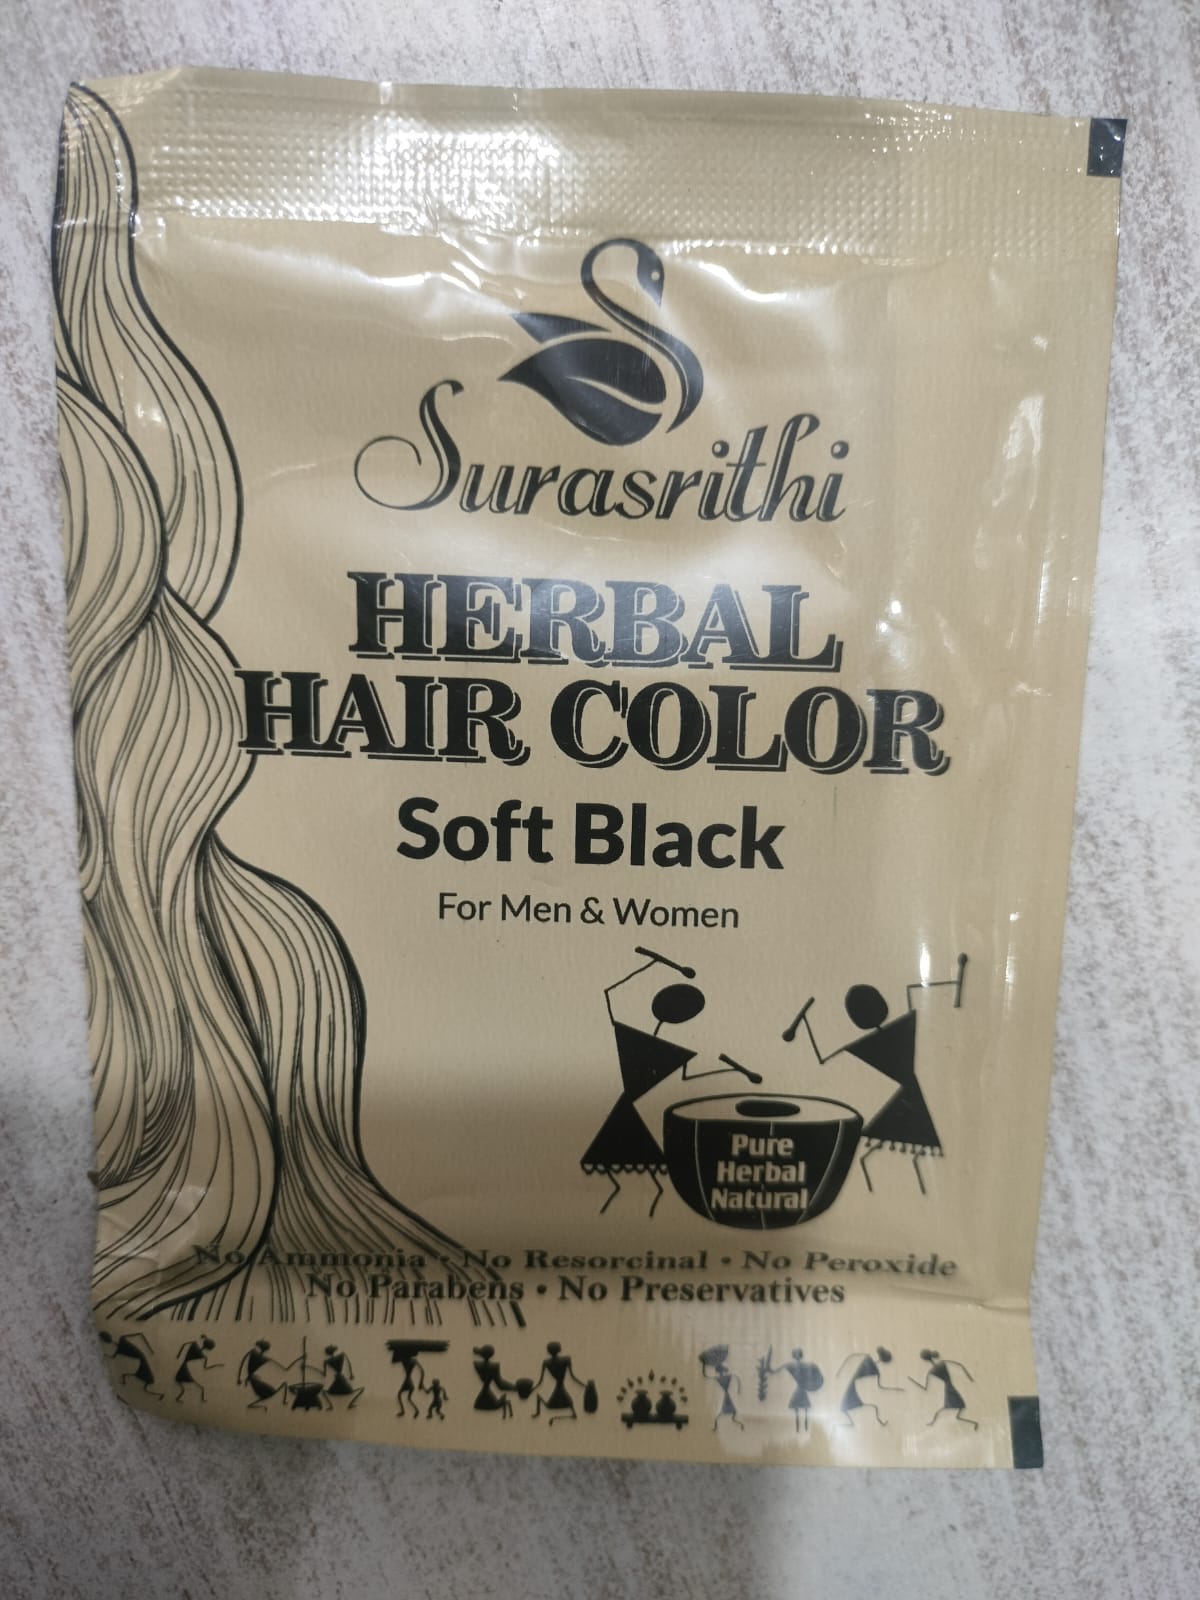 Surasrithi
HERBAL
HAIR COLOR
Soft Black
For Men & Women
Pure
Herbal
Natural
No Ammonia • No Resorcinal • No Peroxide
No Parabens • No Preservatives